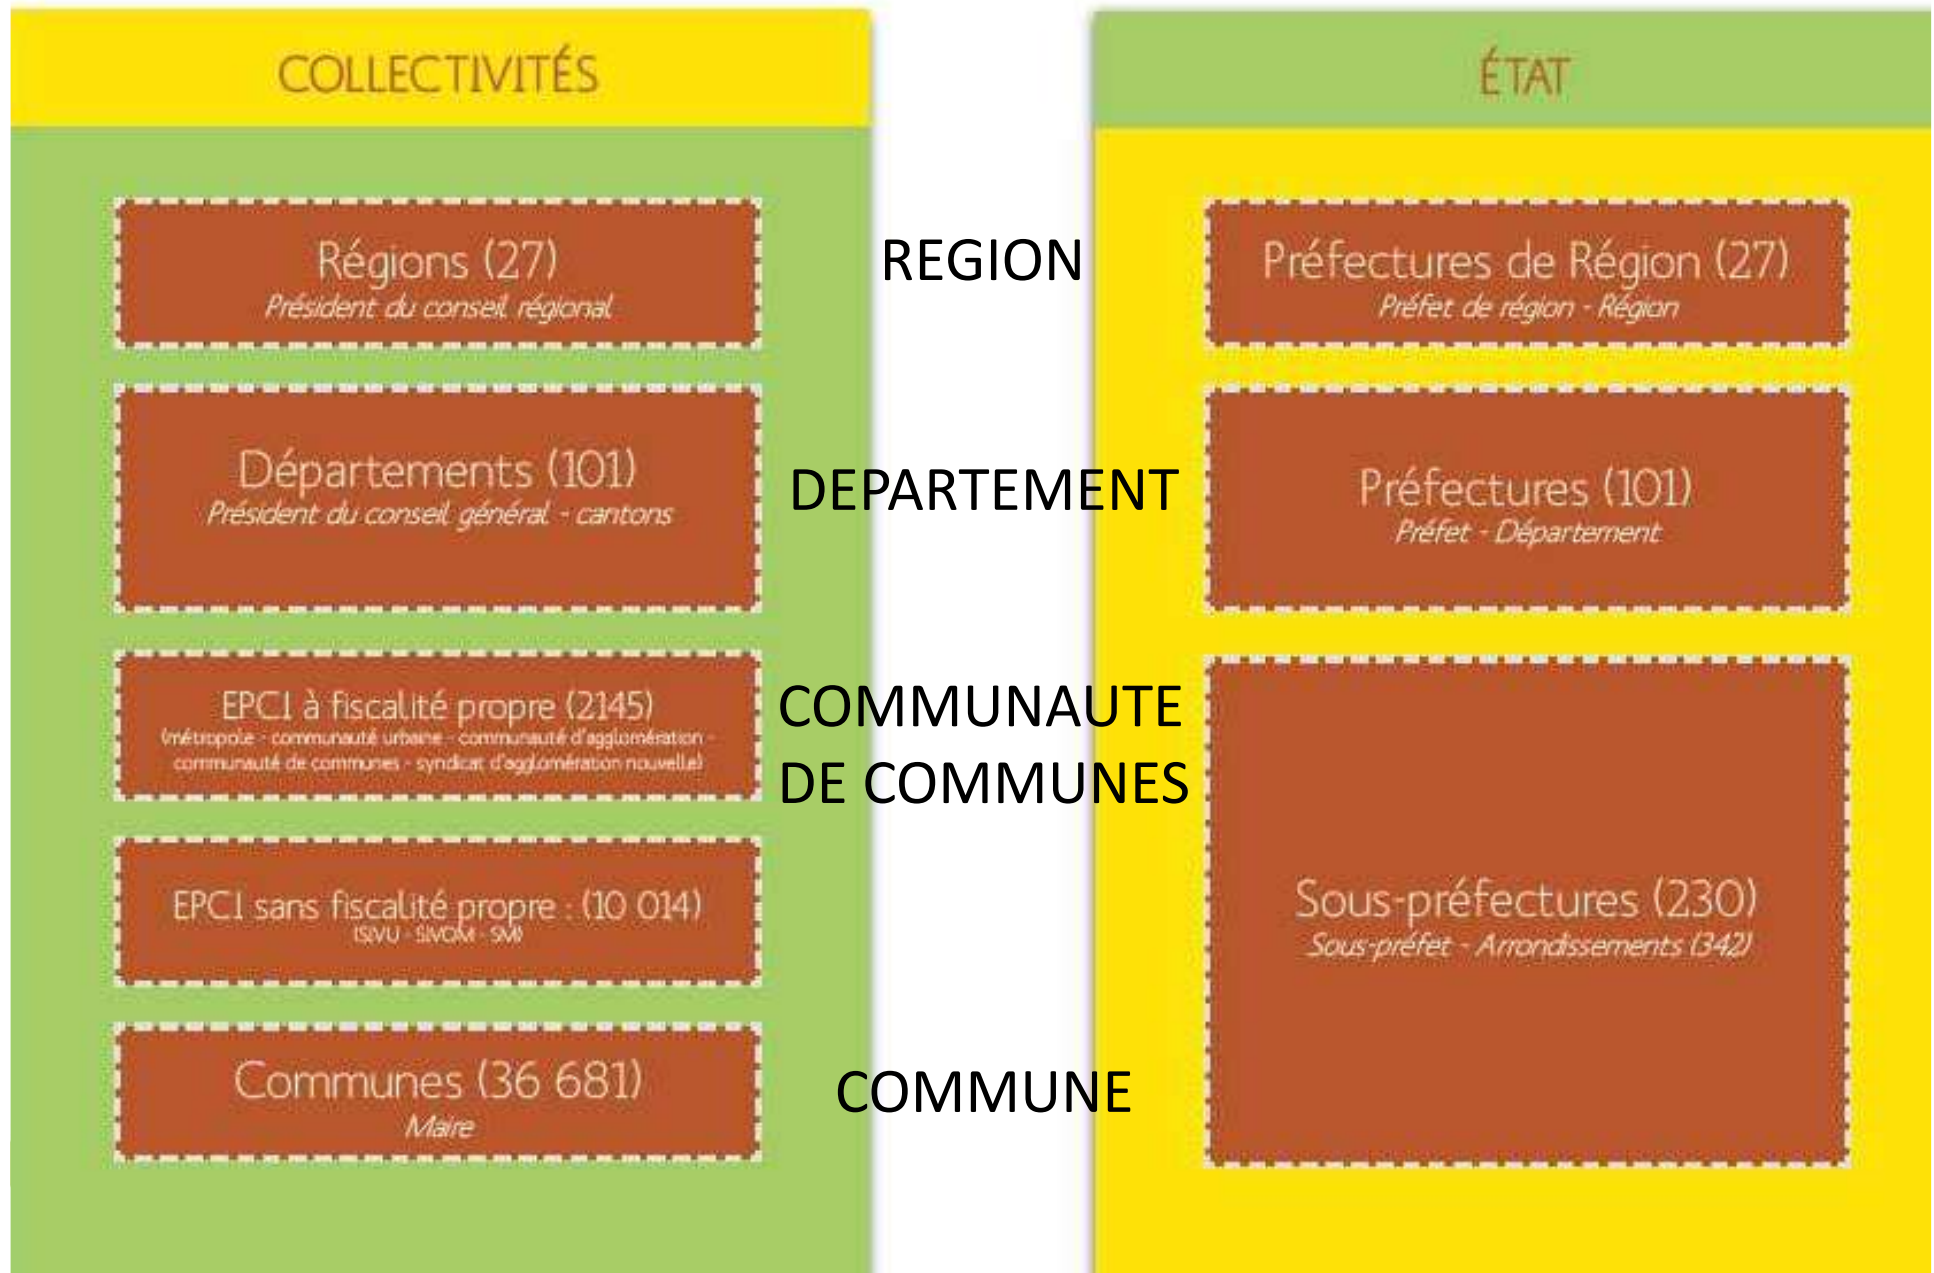 COLLECTIVITÉS
Régions (27)
Président du conseil régional
Départements (101)
Président du conseil général - cantons
EPCI à fiscalité propre (2145)
(métropole - communauté urbaine - communauté d'agglomération -
communauté de communes - syndicat d'agglomération nouvelle)
EPCI sans fiscalité propre : (10 014)
(SIVU - SIVOM - SM)
Communes (36 681)
Maire
REGION
DEPARTEMENT
COMMUNAUTE
DE COMMUNES
COMMUNE
ÉTAT
Préfectures de Région (27)
Préfet de région - Région
Préfectures (101)
Préfet - Département
Sous-préfectures (230)
Sous-préfet - Arrondissements (342)